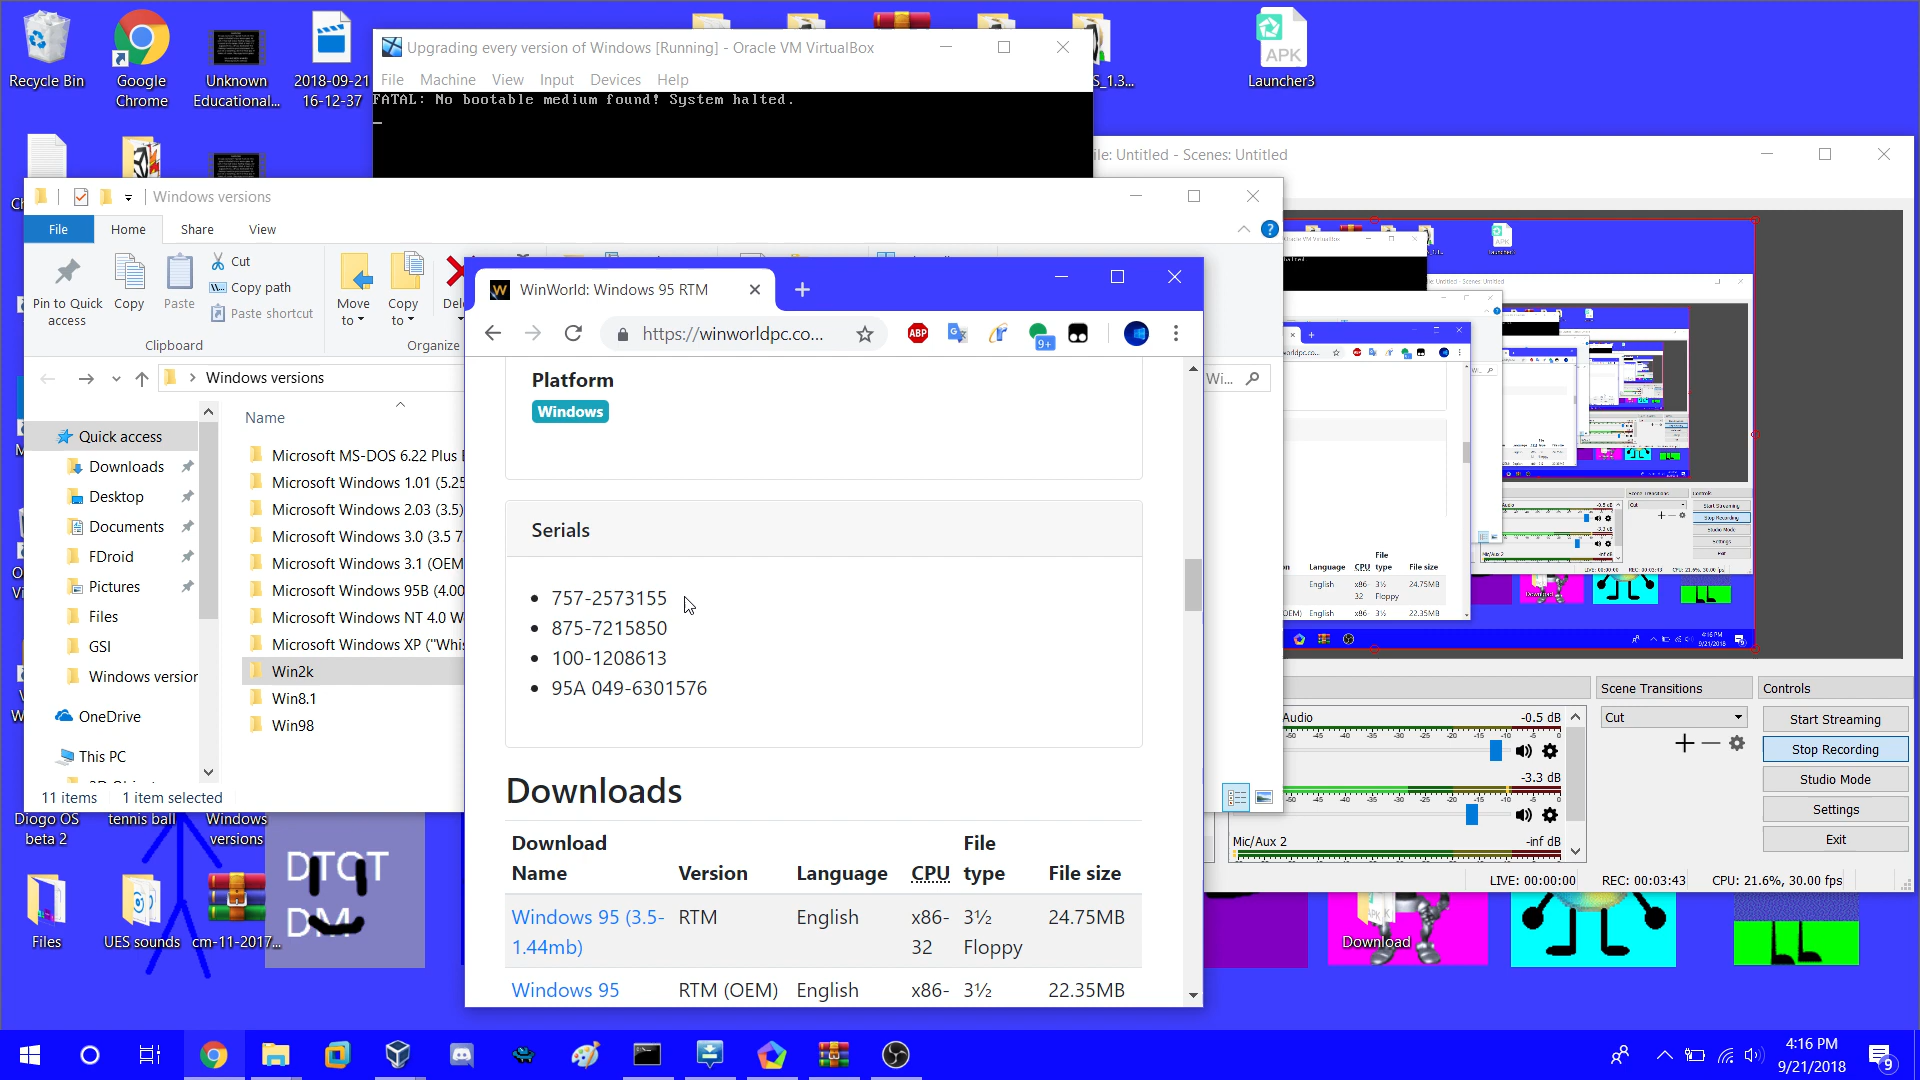 Recycle Bin
Google Chrome
Unknown Educational...
2018-09-21 16-12-37
Launcher3
S_1.3...
Upgrading every version of Windows [Running] - Oracle VM VirtualBox
File Machine View Input Devices Help
FATAL: No bootable medium found! System halted.
ile: Untitled - Scenes: Untitled
Windows versions
File Home Share View
Pin to Quick access
Copy
Paste
Cut
Copy path
Paste shortcut
Clipboard
Move to
Copy to
Organize
Windows versions
Wi...
Name
Quick access
Downloads
Desktop
Documents
FDroid
Pictures
Files
GSI
Windows version
OneDrive
This PC
Microsoft MS-DOS 6.22 Plus
Microsoft Windows 1.01 (5.25
Microsoft Windows 2.03 (3.5)
Microsoft Windows 3.0 (3.5 7
Microsoft Windows 3.1 (OEM
Microsoft Windows 95B (4.00
Microsoft Windows NT 4.0 W
Microsoft Windows XP ("Whis
Win2k
Win8.1
Win98
11 items 1 item selected
WinWorld: Windows 95 RTM
https://winworldpc.co...
ABP
9+
Platform
Windows
Serials
757-2573155
875-7215850
100-1208613
95A 049-6301576
Downloads
Download Name Version Language CPU File type File size
Windows 95 (3.5-1.44mb) RTM English x86-32 3½ Floppy 24.75MB
Windows 95 RTM (OEM) English x86- 3½ 22.35MB
Audio -0.5 dB
-3.3 dB
Mic/Aux 2 -inf dB
Scene Transitions
Cut
Controls
Start Streaming
Stop Recording
Studio Mode
Settings
Exit
LIVE: 00:00:00 REC: 00:03:43 CPU: 21.6%, 30.00 fps
Diogo OS beta 2
tennis ball
Windows versions
DTOT
DM
Files
UES sounds
cm-11-2017...
APK
Download
4:16 PM
9/21/2018
9